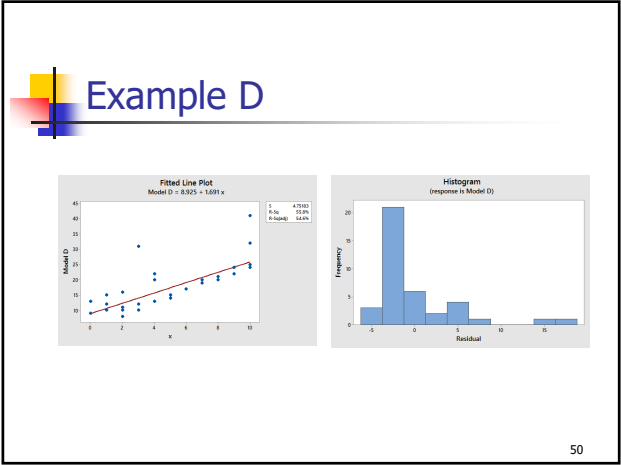 Example D
Fitted Line Plot
Model D = 8.925 + 1.691 x
S 4.75103
R-Sq 55.8%
R-Sq(adj) 54.6%
Model D
45
40
35
30
25
20
15
10
0 2 4 6 8 10
x
Histogram
(response is Model D)
Frequency
20
15
10
5
0
-5 0 5 10 15
Residual
50